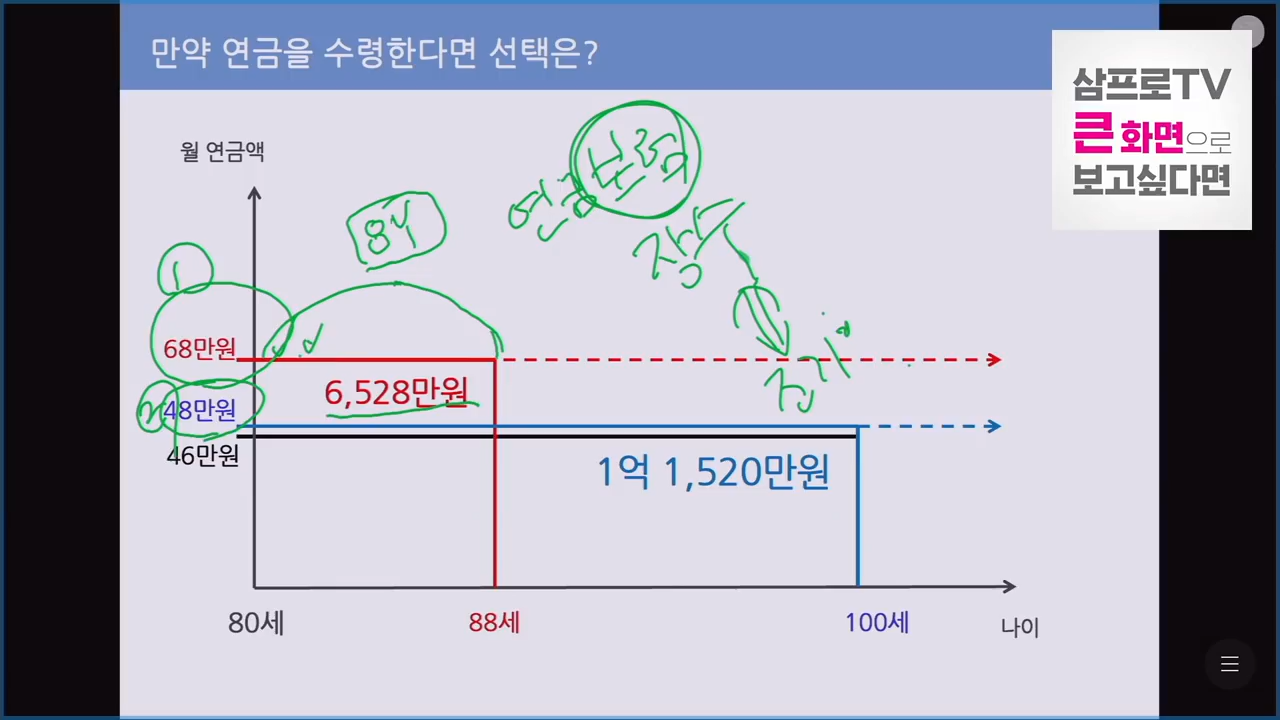 만약 연금을 수령한다면 선택은?
삼프로TV
큰 화면으로
보고싶다면
월 연금액
연금 보험
8Y
장수
1
68만원
6,528만원
2
48만원
46만원
1억 1,520만원
80세
88세
100세
나이